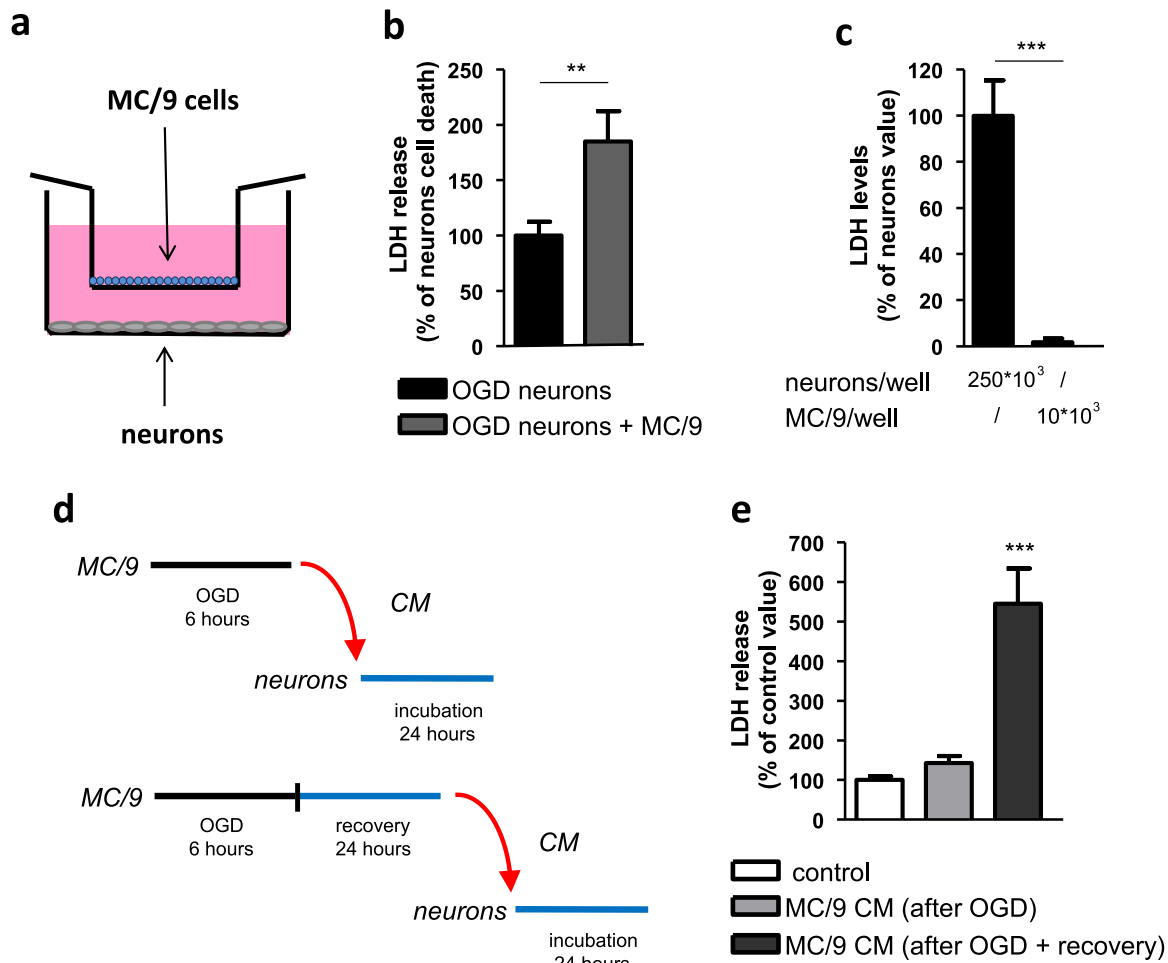 a
MC/9 cells
neurons
b
LDH release
(% of neurons cell death)
250
200
150
100
50
0
**
OGD neurons
OGD neurons + MC/9
c
LDH levels
(% of neurons value)
120
100
80
60
40
20
0
***
neurons/well 250*10³ /
MC/9/well / 10*10³
d
MC/9
OGD
6 hours
CM
neurons
incubation
24 hours
MC/9
OGD
6 hours
recovery
24 hours
CM
neurons
incubation
24 hours
e
LDH release
(% of control value)
700
600
500
400
300
200
100
0
***
control
MC/9 CM (after OGD)
MC/9 CM (after OGD + recovery)